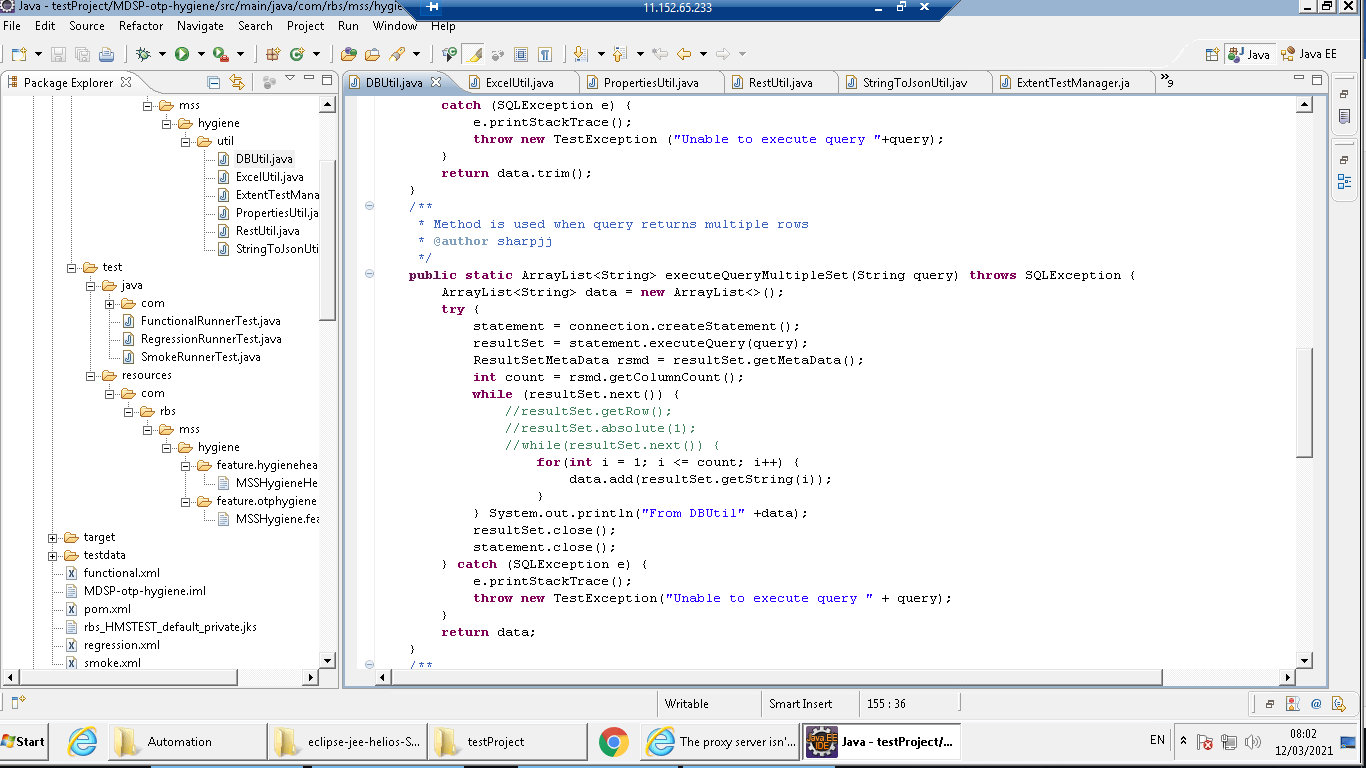 Java - testProject/MDSP-otp-hygiene/src/main/java/com/rbs/mss/hygie
11.152.65.233
File Edit Source Refactor Navigate Search Project Run Window Help
Java
Java EE
Package Explorer
DBUtil.java
ExcelUtil.java
PropertiesUtil.java
RestUtil.java
StringToJsonUtil.jav
ExtentTestManager.ja
»9
mss
hygiene
util
DBUtil.java
ExcelUtil.java
ExtentTestMana
PropertiesUtil.ja
RestUtil.java
StringToJsonUti
test
java
com
FunctionalRunnerTest.java
RegressionRunnerTest.java
SmokeRunnerTest.java
resources
com
rbs
mss
hygiene
feature.hygienehea
MSSHygieneHe
feature.otphygiene
MSSHygiene.fea
target
testdata
functional.xml
MDSP-otp-hygiene.iml
pom.xml
rbs_HMSTEST_default_private.jks
regression.xml
smoke.xml
catch (SQLException e) {
e.printStackTrace();
throw new TestException ("Unable to execute query "+query);
}
return data.trim();
}
/**
* Method is used when query returns multiple rows
* @author sharpjj
*/
public static ArrayList<String> executeQueryMultipleSet(String query) throws SQLException {
ArrayList<String> data = new ArrayList<>();
try {
statement = connection.createStatement();
resultSet = statement.executeQuery(query);
ResultSetMetaData rsmd = resultSet.getMetaData();
int count = rsmd.getColumnCount();
while (resultSet.next()) {
//resultSet.getRow();
//resultSet.absolute(1);
//while(resultSet.next()) {
for(int i = 1; i <= count; i++) {
data.add(resultSet.getString(i));
}
} System.out.println("From DBUtil" +data);
resultSet.close();
statement.close();
} catch (SQLException e) {
e.printStackTrace();
throw new TestException("Unable to execute query " + query);
}
return data;
}
/**
Writable
Smart Insert
155 : 36
Start
Automation
eclipse-jee-helios-S...
testProject
The proxy server isn'...
Java EE IDE
Java - testProject/...
EN
08:02
12/03/2021